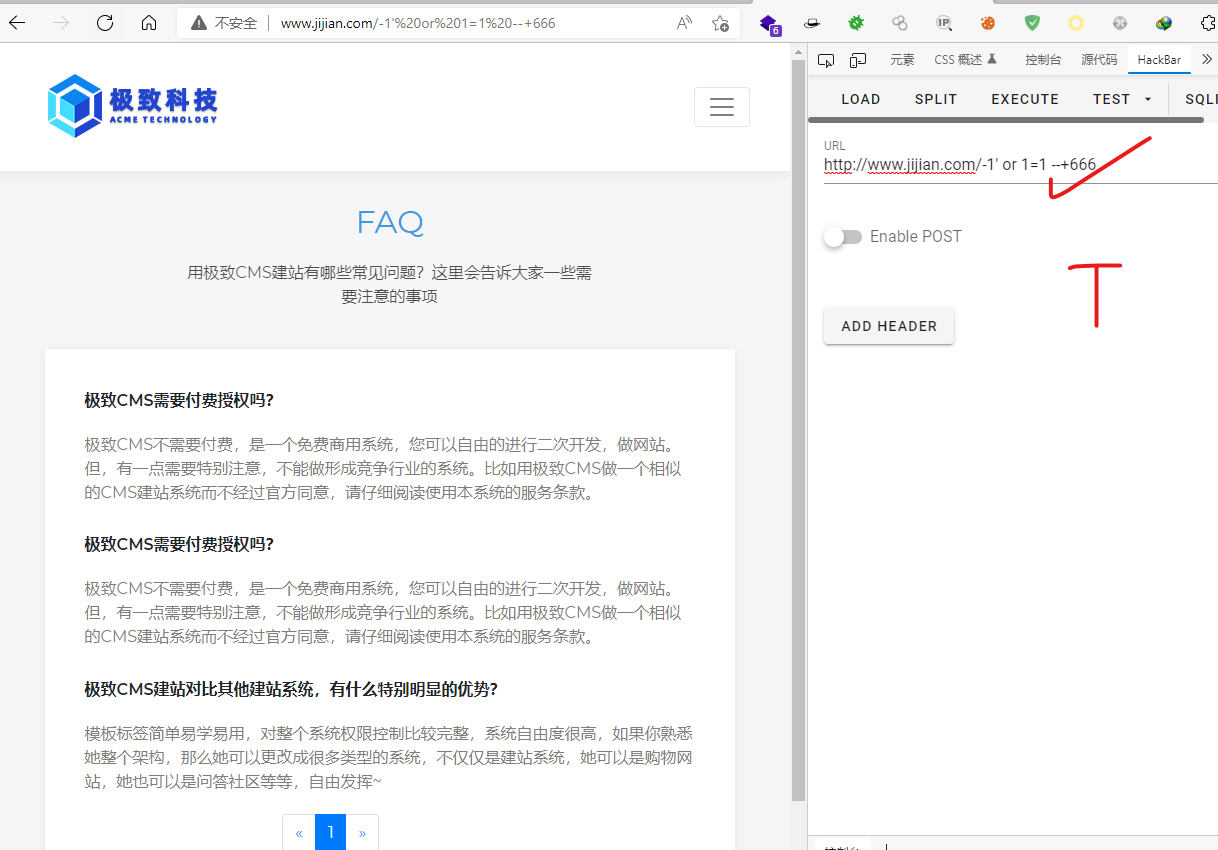 不安全 www.jijian.com/-1'%20or%201=1%20--+666
6
IP
极致科技
ACME TECHNOLOGY
FAQ
用极致CMS建站有哪些常见问题？这里会告诉大家一些需
要注意的事项
极致CMS需要付费授权吗?
极致CMS不需要付费，是一个免费商用系统，您可以自由的进行二次开发，做网站。
但，有一点需要特别注意，不能做形成竞争行业的系统。比如用极致CMS做一个相似
的CMS建站系统而不经过官方同意，请仔细阅读使用本系统的服务条款。
极致CMS需要付费授权吗?
极致CMS不需要付费，是一个免费商用系统，您可以自由的进行二次开发，做网站。
但，有一点需要特别注意，不能做形成竞争行业的系统。比如用极致CMS做一个相似
的CMS建站系统而不经过官方同意，请仔细阅读使用本系统的服务条款。
极致CMS建站对比其他建站系统，有什么特别明显的优势?
模板标签简单易学易用，对整个系统权限控制比较完整，系统自由度很高，如果你熟悉
她整个架构，那么她可以更改成很多类型的系统，不仅仅是建站系统，她可以是购物网
站，她也可以是问答社区等等，自由发挥~
« 1 »
元素 CSS 概述 控制台 源代码 HackBar »
LOAD SPLIT EXECUTE TEST SQLI
URL
http://www.jijian.com/-1' or 1=1 --+666
Enable POST
T
ADD HEADER
控制台